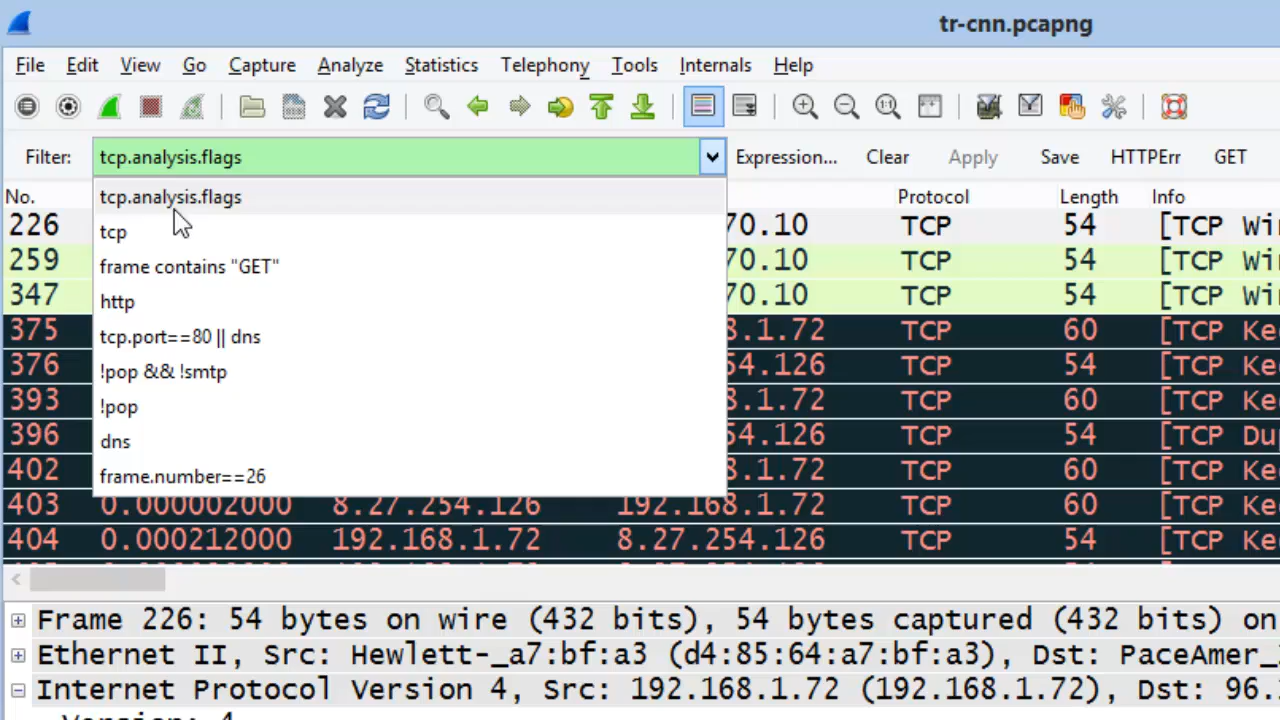 tr-cnn.pcapng
File Edit View Go Capture Analyze Statistics Telephony Tools Internals Help
Filter: tcp.analysis.flags Expression... Clear Apply Save HTTPErr GET
No. Protocol Length Info
tcp.analysis.flags
226 70.10 TCP 54 [TCP Win
tcp
259 70.10 TCP 54 [TCP Wi
frame contains "GET"
347 70.10 TCP 54 [TCP Wi
http
375 8.1.72 TCP 60 [TCP Kee
tcp.port==80 || dns
376 54.126 TCP 54 [TCP Kee
!pop && !smtp
393 8.1.72 TCP 60 [TCP Kee
!pop
396 54.126 TCP 54 [TCP Du
dns
402 8.1.72 TCP 60 [TCP Kee
frame.number==26
403 0.000002000 8.27.254.126 192.168.1.72 TCP 60 [TCP Kee
404 0.000212000 192.168.1.72 8.27.254.126 TCP 54 [TCP Kee
Frame 226: 54 bytes on wire (432 bits), 54 bytes captured (432 bits) on
Ethernet II, Src: Hewlett-_a7:bf:a3 (d4:85:64:a7:bf:a3), Dst: PaceAmer_
Internet Protocol Version 4, Src: 192.168.1.72 (192.168.1.72), Dst: 96.
Version: 4